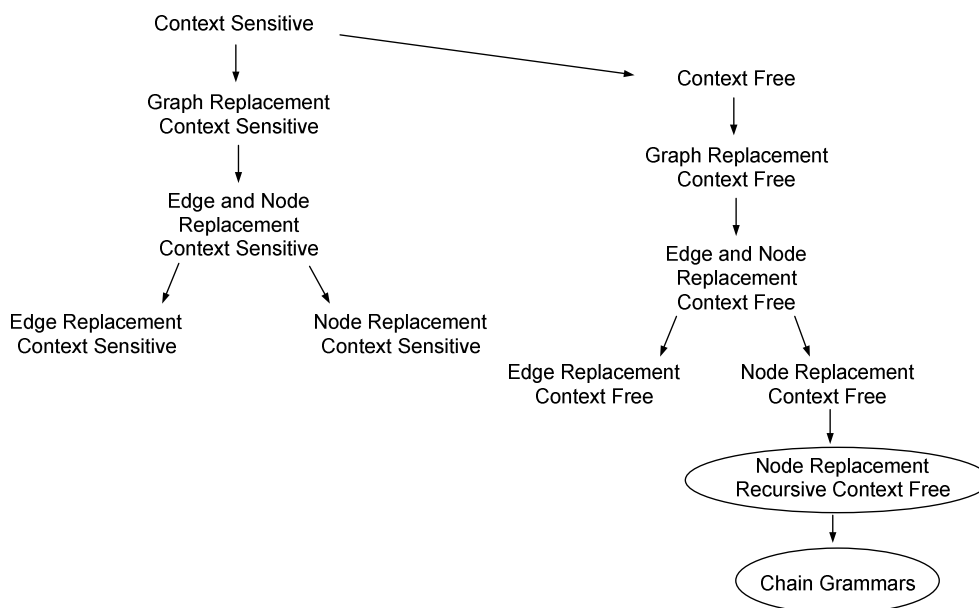 Context Sensitive
Context Free
Graph Replacement
Context Sensitive
Graph Replacement
Context Free
Edge and Node
Replacement
Context Sensitive
Edge and Node
Replacement
Context Free
Edge Replacement
Context Sensitive
Node Replacement
Context Sensitive
Edge Replacement
Context Free
Node Replacement
Context Free
Node Replacement
Recursive Context Free
Chain Grammars